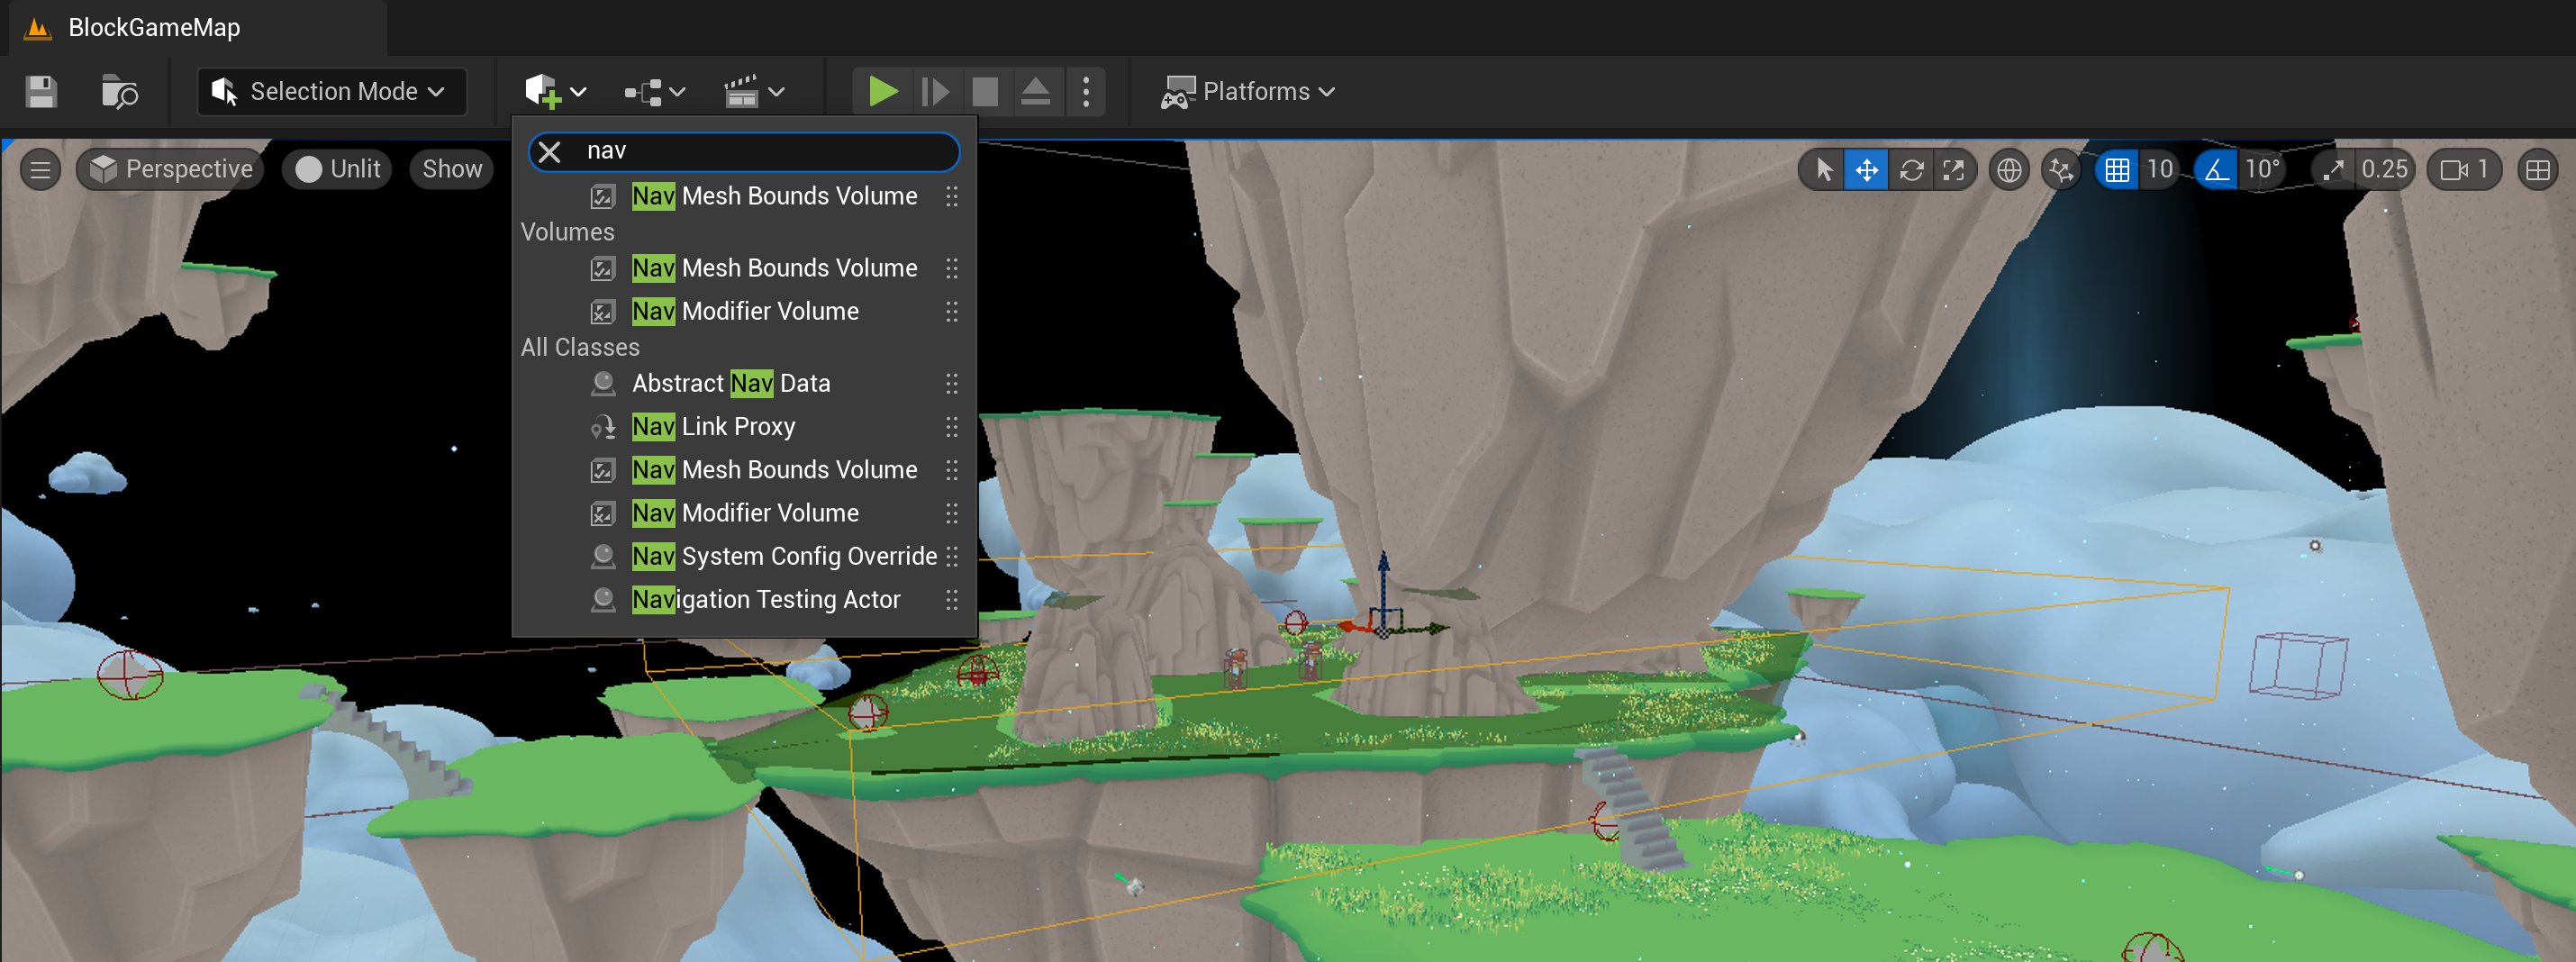 BlockGameMap
Selection Mode
Platforms
Perspective
Unlit
Show
10
10°
0.25
1
nav
Nav Mesh Bounds Volume
Volumes
Nav Mesh Bounds Volume
Nav Modifier Volume
All Classes
Abstract Nav Data
Nav Link Proxy
Nav Mesh Bounds Volume
Nav Modifier Volume
Nav System Config Override
Navigation Testing Actor